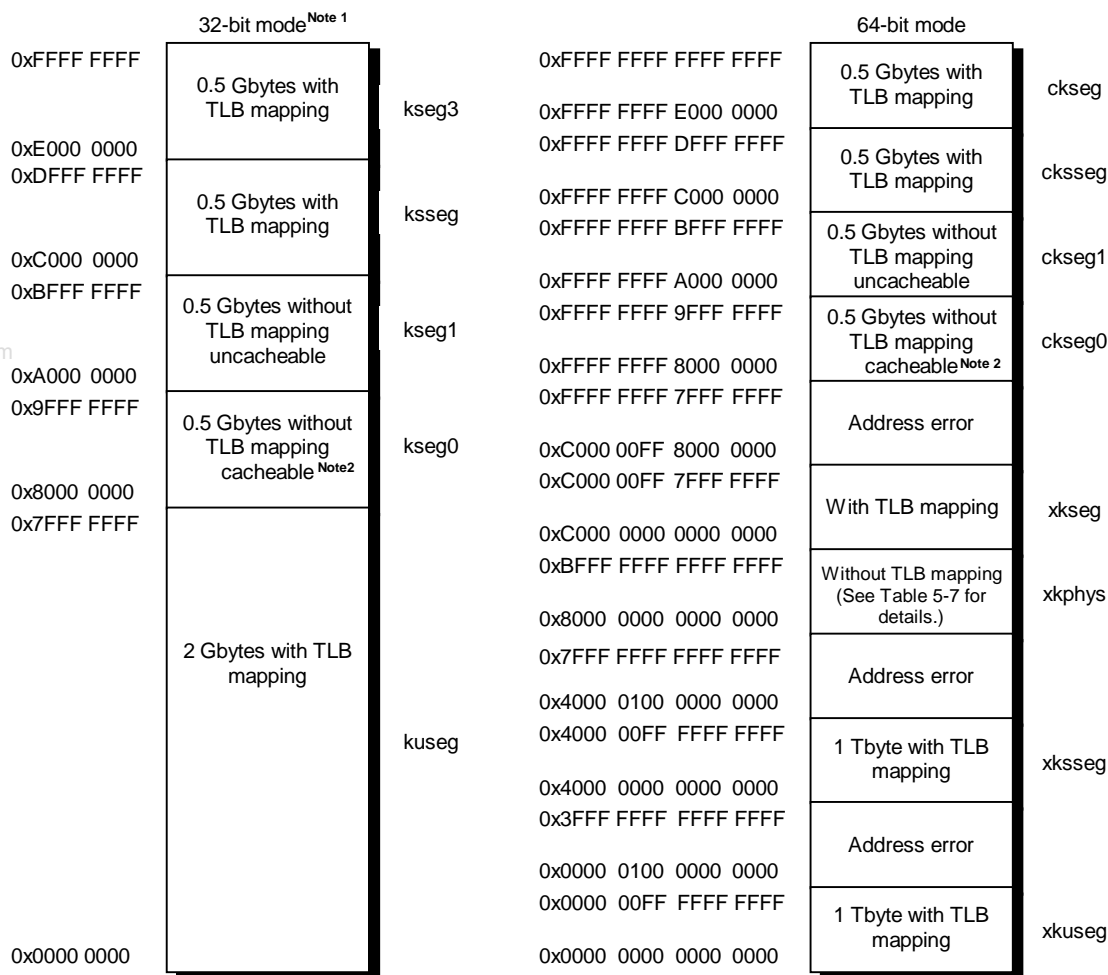 32-bit mode Note 1
0xFFFF FFFF
0.5 Gbytes with
TLB mapping
kseg3
0xE000 0000
0xDFFF FFFF
0.5 Gbytes with
TLB mapping
ksseg
0xC000 0000
0xBFFF FFFF
0.5 Gbytes without
TLB mapping
uncacheable
kseg1
m
0xA000 0000
0x9FFF FFFF
0.5 Gbytes without
TLB mapping
cacheable Note2
kseg0
0x8000 0000
0x7FFF FFFF
2 Gbytes with TLB
mapping
kuseg
0x0000 0000
64-bit mode
0xFFFF FFFF FFFF FFFF
0.5 Gbytes with
TLB mapping
ckseg
0xFFFF FFFF E000 0000
0xFFFF FFFF DFFF FFFF
0.5 Gbytes with
TLB mapping
cksseg
0xFFFF FFFF C000 0000
0xFFFF FFFF BFFF FFFF
0.5 Gbytes without
TLB mapping
uncacheable
ckseg1
0xFFFF FFFF A000 0000
0xFFFF FFFF 9FFF FFFF
0.5 Gbytes without
TLB mapping
cacheable Note 2
ckseg0
0xFFFF FFFF 8000 0000
0xFFFF FFFF 7FFF FFFF
Address error
0xC000 00FF 8000 0000
0xC000 00FF 7FFF FFFF
With TLB mapping
xkseg
0xC000 0000 0000 0000
0xBFFF FFFF FFFF FFFF
Without TLB mapping
(See Table 5-7 for
details.)
xkphys
0x8000 0000 0000 0000
0x7FFF FFFF FFFF FFFF
Address error
0x4000 0100 0000 0000
0x4000 00FF FFFF FFFF
1 Tbyte with TLB
mapping
xksseg
0x4000 0000 0000 0000
0x3FFF FFFF FFFF FFFF
Address error
0x0000 0100 0000 0000
0x0000 00FF FFFF FFFF
1 Tbyte with TLB
mapping
xkuseg
0x0000 0000 0000 0000